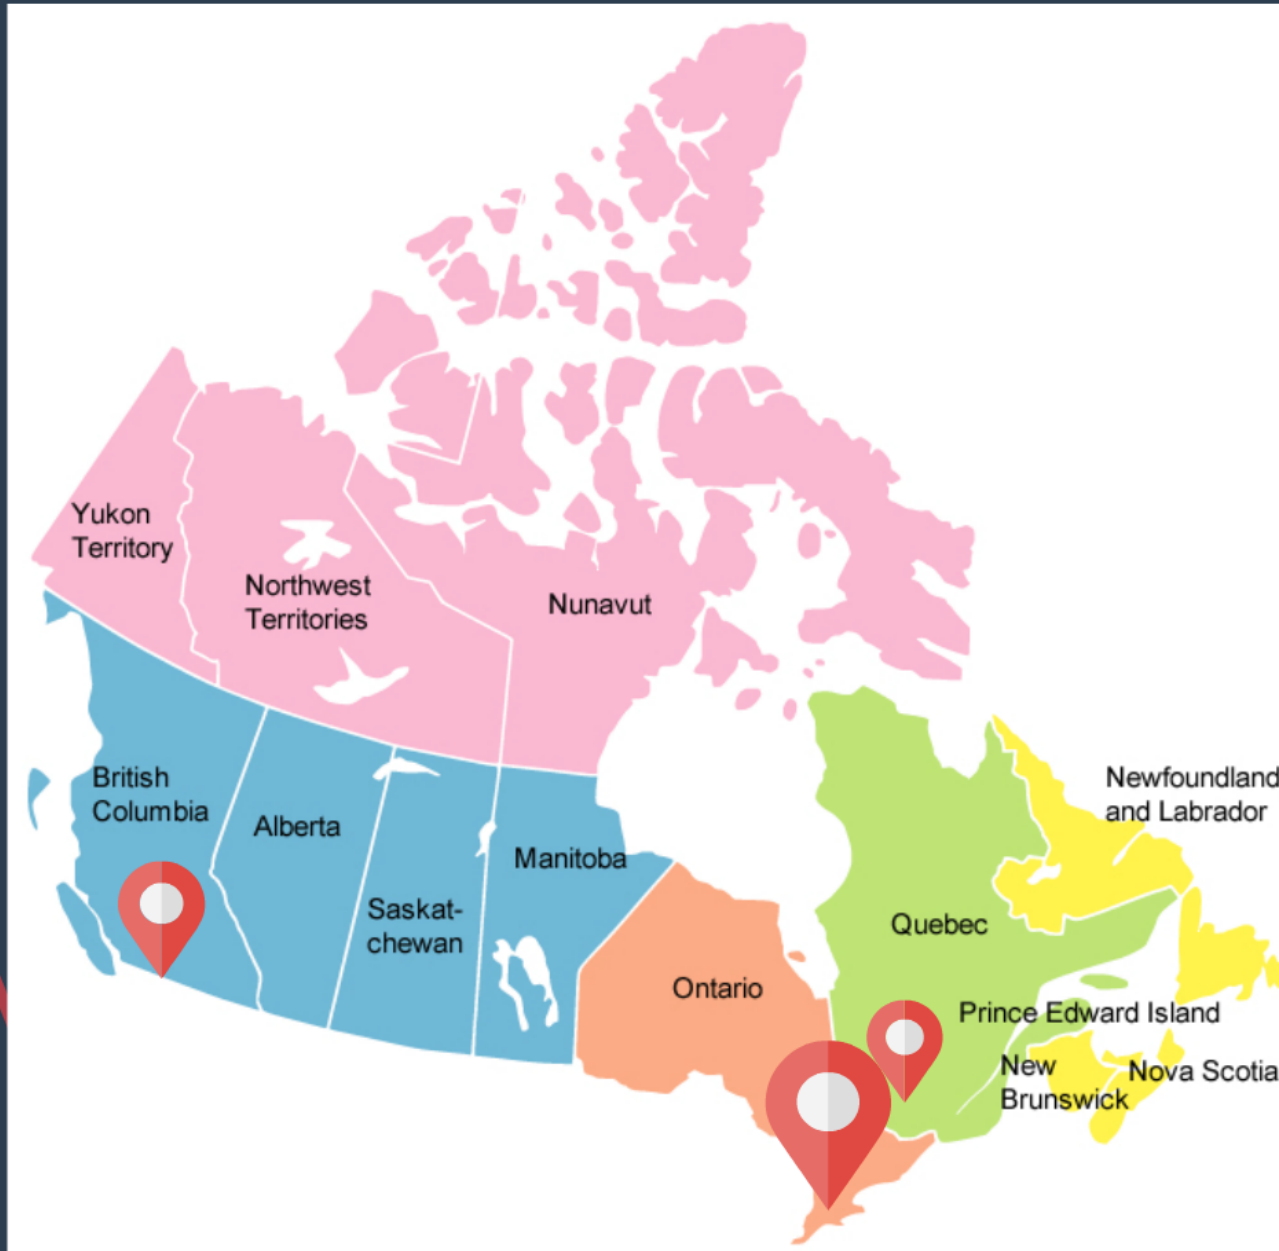 Yukon
Territory
Northwest
Territories
Nunavut
British
Columbia
Alberta
Saskat-
chewan
Manitoba
Ontario
Quebec
Newfoundland
and Labrador
Prince Edward Island
New
Brunswick
Nova Scotia